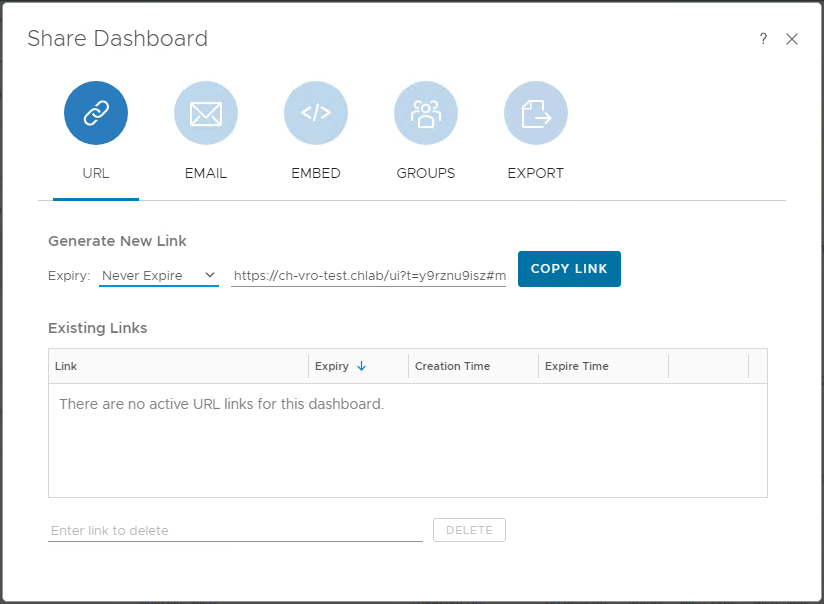 Share Dashboard
?
URL
EMAIL
</>
EMBED
GROUPS
EXPORT
Generate New Link
Expiry: Never Expire https://ch-vro-test.chlab/ui?t=y9rznu9isz#m COPY LINK
Existing Links
Link Expiry Creation Time Expire Time
There are no active URL links for this dashboard.
Enter link to delete DELETE